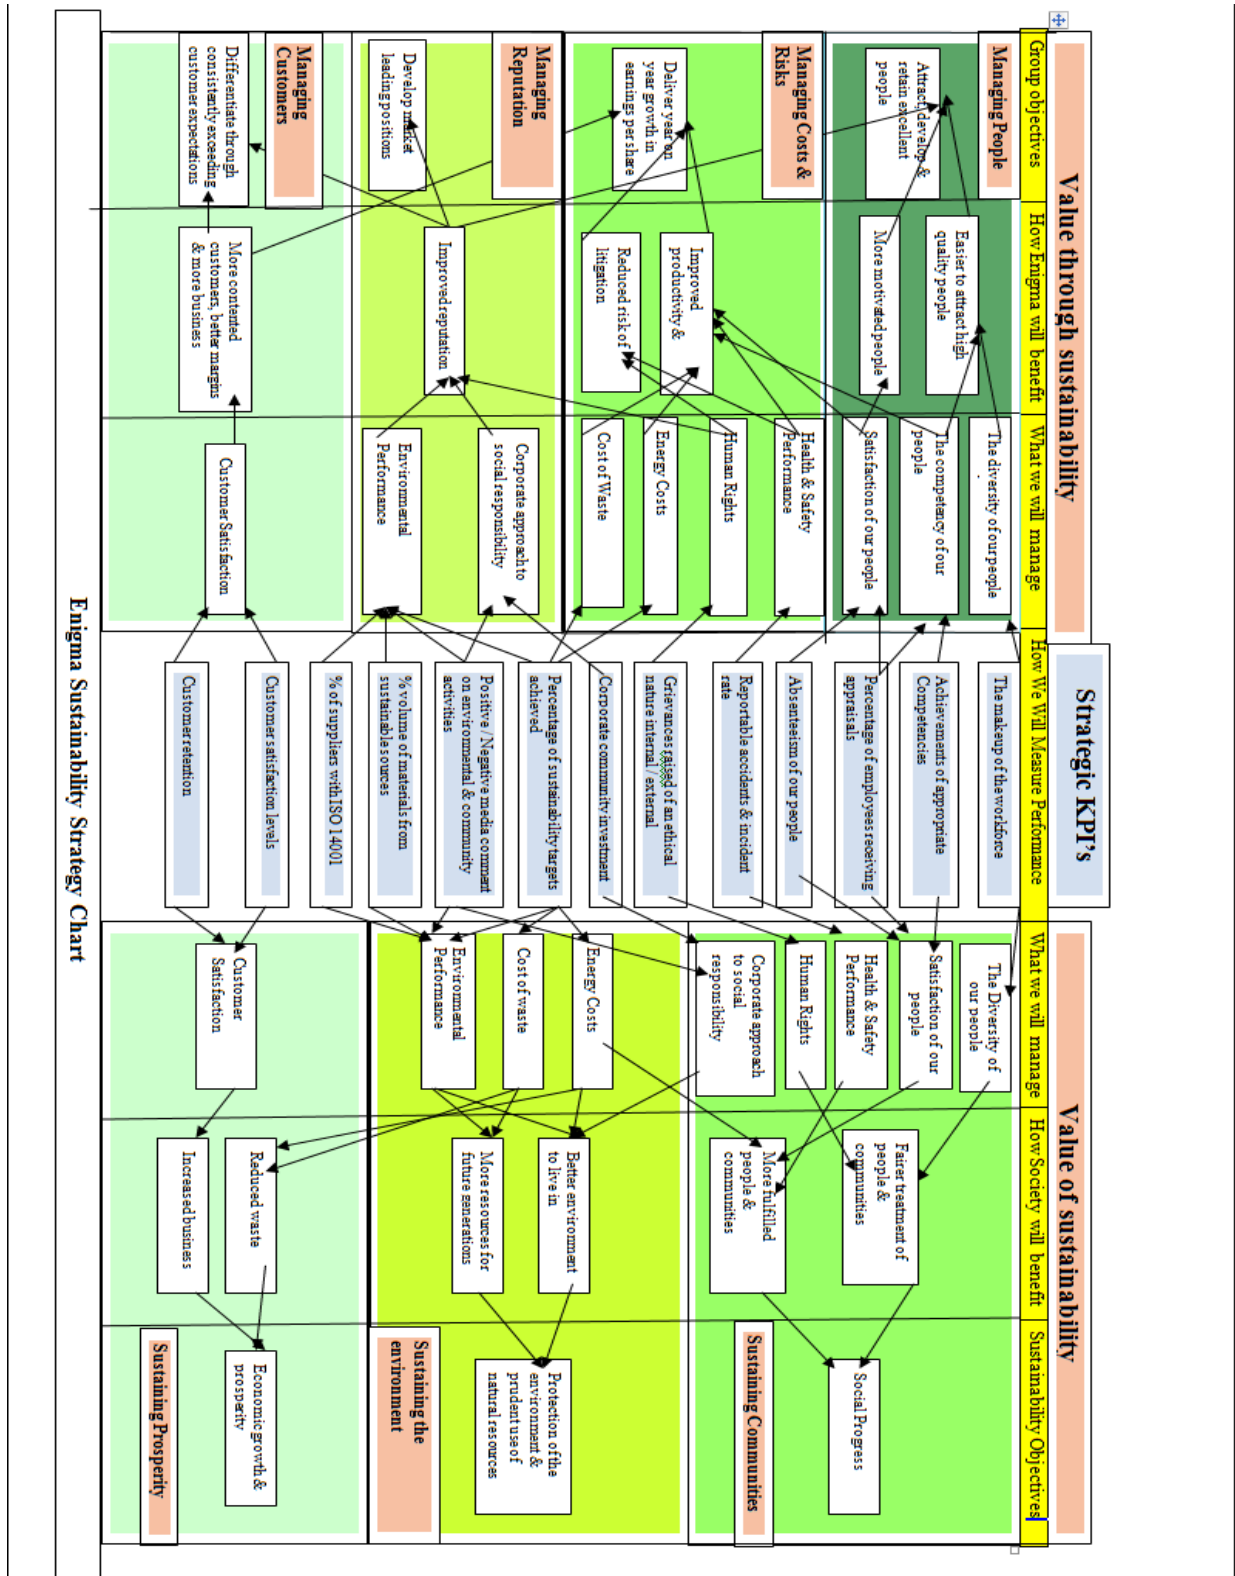 Value through sustainability
Strategic KPI's
Value of sustainability
Group objectives
How Enigma will benefit
What we will manage
How We Will Measure Performance
What we will manage
How Society will benefit
Sustainability Objectives
Managing People
Attract, develop &
retain excellent
people
Easier to attract high
quality people
More motivated people
The diversity of our people
The competency of our
people
Satisfaction of our people
Managing Costs &
Risks
Deliver year on
year growth in
earnings per share
Improved
productivity &
Reduced risk of
litigation
Health & Safety
Performance
Human Rights
Energy Costs
Cost of Waste
Managing
Reputation
Develop market
leading positions
Improved reputation
Corporate approach to
social responsibility
Environmental
Performance
Managing
Customers
Differentiate through
consistently exceeding
customer expectations
More contented
customers, better margins
& more business
Customer Satisfaction
The makeup of the workforce
Achievements of appropriate
Competencies
Percentage of employees receiving
appraisals
Absenteeism of our people
Reportable accidents & incident
rate
Grievances raised of an ethical
nature internal / external
Corporate community investment
Percentage of sustainability targets
achieved
Positive / Negative media comment
on environmental & community
activities
% volume of materials from
sustainable sources
% of suppliers with ISO 14001
Customer satisfaction levels
Customer retention
The Diversity of
our people
Satisfaction of our
people
Health & Safety
Performance
Human Rights
Corporate approach
to social
responsibility
Fairer treatment of
people &
communities
More fulfilled
people &
communities
Social Progress
Sustaining Communities
Energy Costs
Cost of waste
Environmental
Performance
Better environment
to live in
More resources for
future generations
Protection of the
environment &
prudent use of
natural resources
Sustaining the
environment
Customer
Satisfaction
Reduced waste
Increased business
Economic growth &
prosperity
Sustaining Prosperity
Enigma Sustainability Strategy Chart